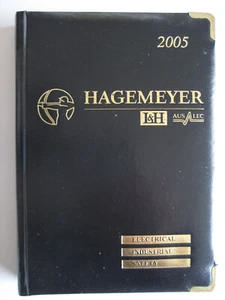 2005
HAGEMEYER
L&H AUSLEC
ELECTRICAL
INDUSTRIAL
SAFETY